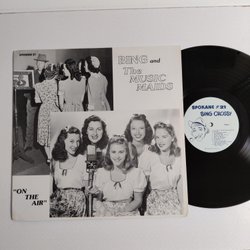 SPOKANE 21
BING and
The
MUSIC
MAIDS
SPOKANE # 21
BING CROSBY
"ON
THE
AIR"